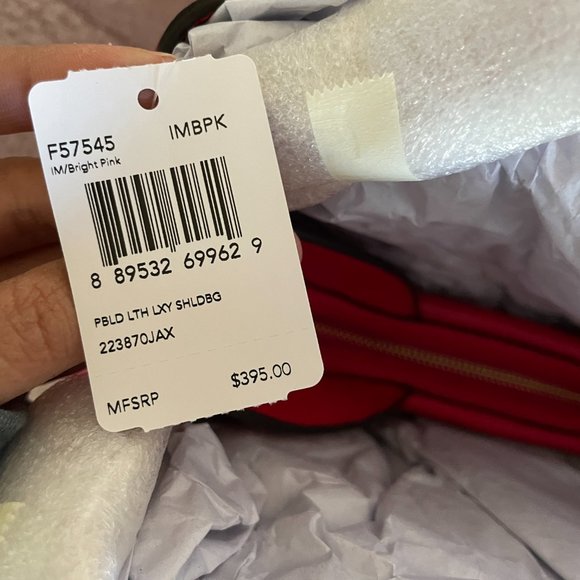 F57545 IMBPK
IM/Bright Pink
8 89532 69962 9
PBLD LTH LXY SHLDBG
223870JAX
MFSRP $395.00